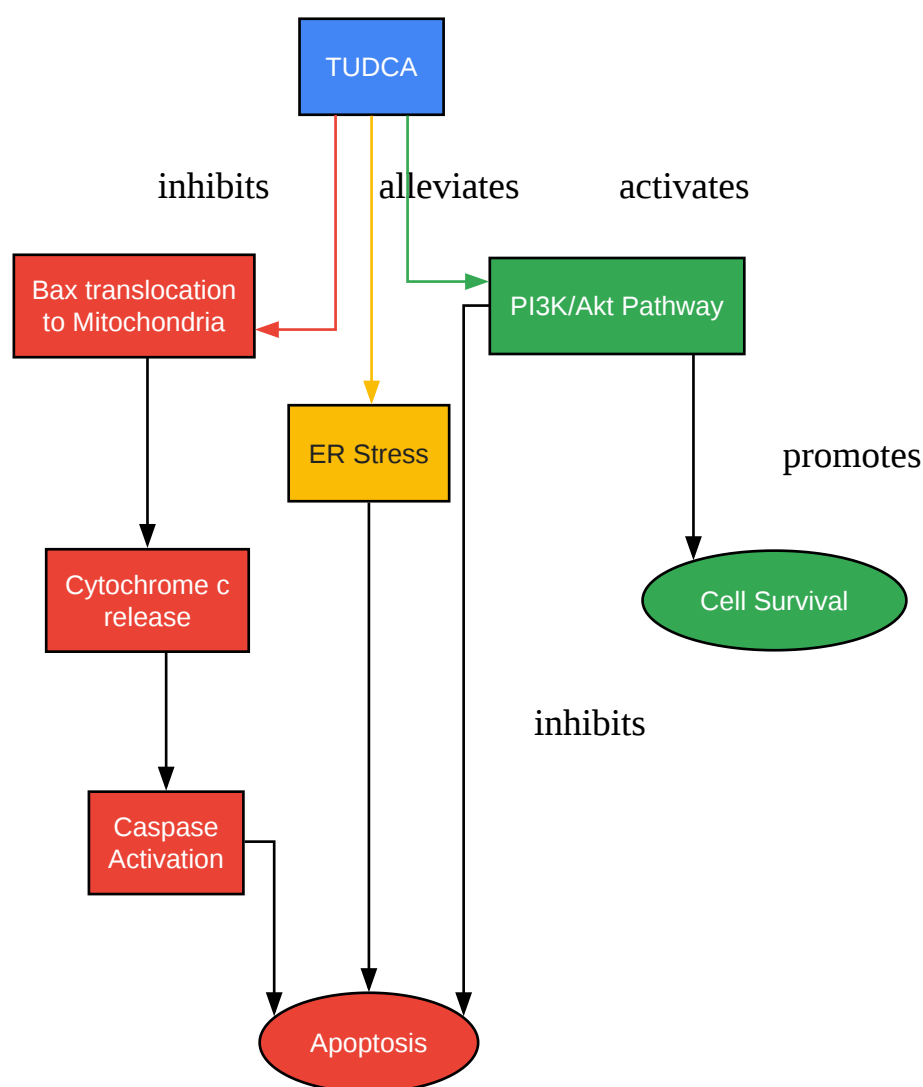 TUDCA
inhibits
alleviates
activates
Bax translocation
to Mitochondria
PI3K/Akt Pathway
ER Stress
promotes
Cytochrome c
release
Cell Survival
inhibits
Caspase
Activation
Apoptosis